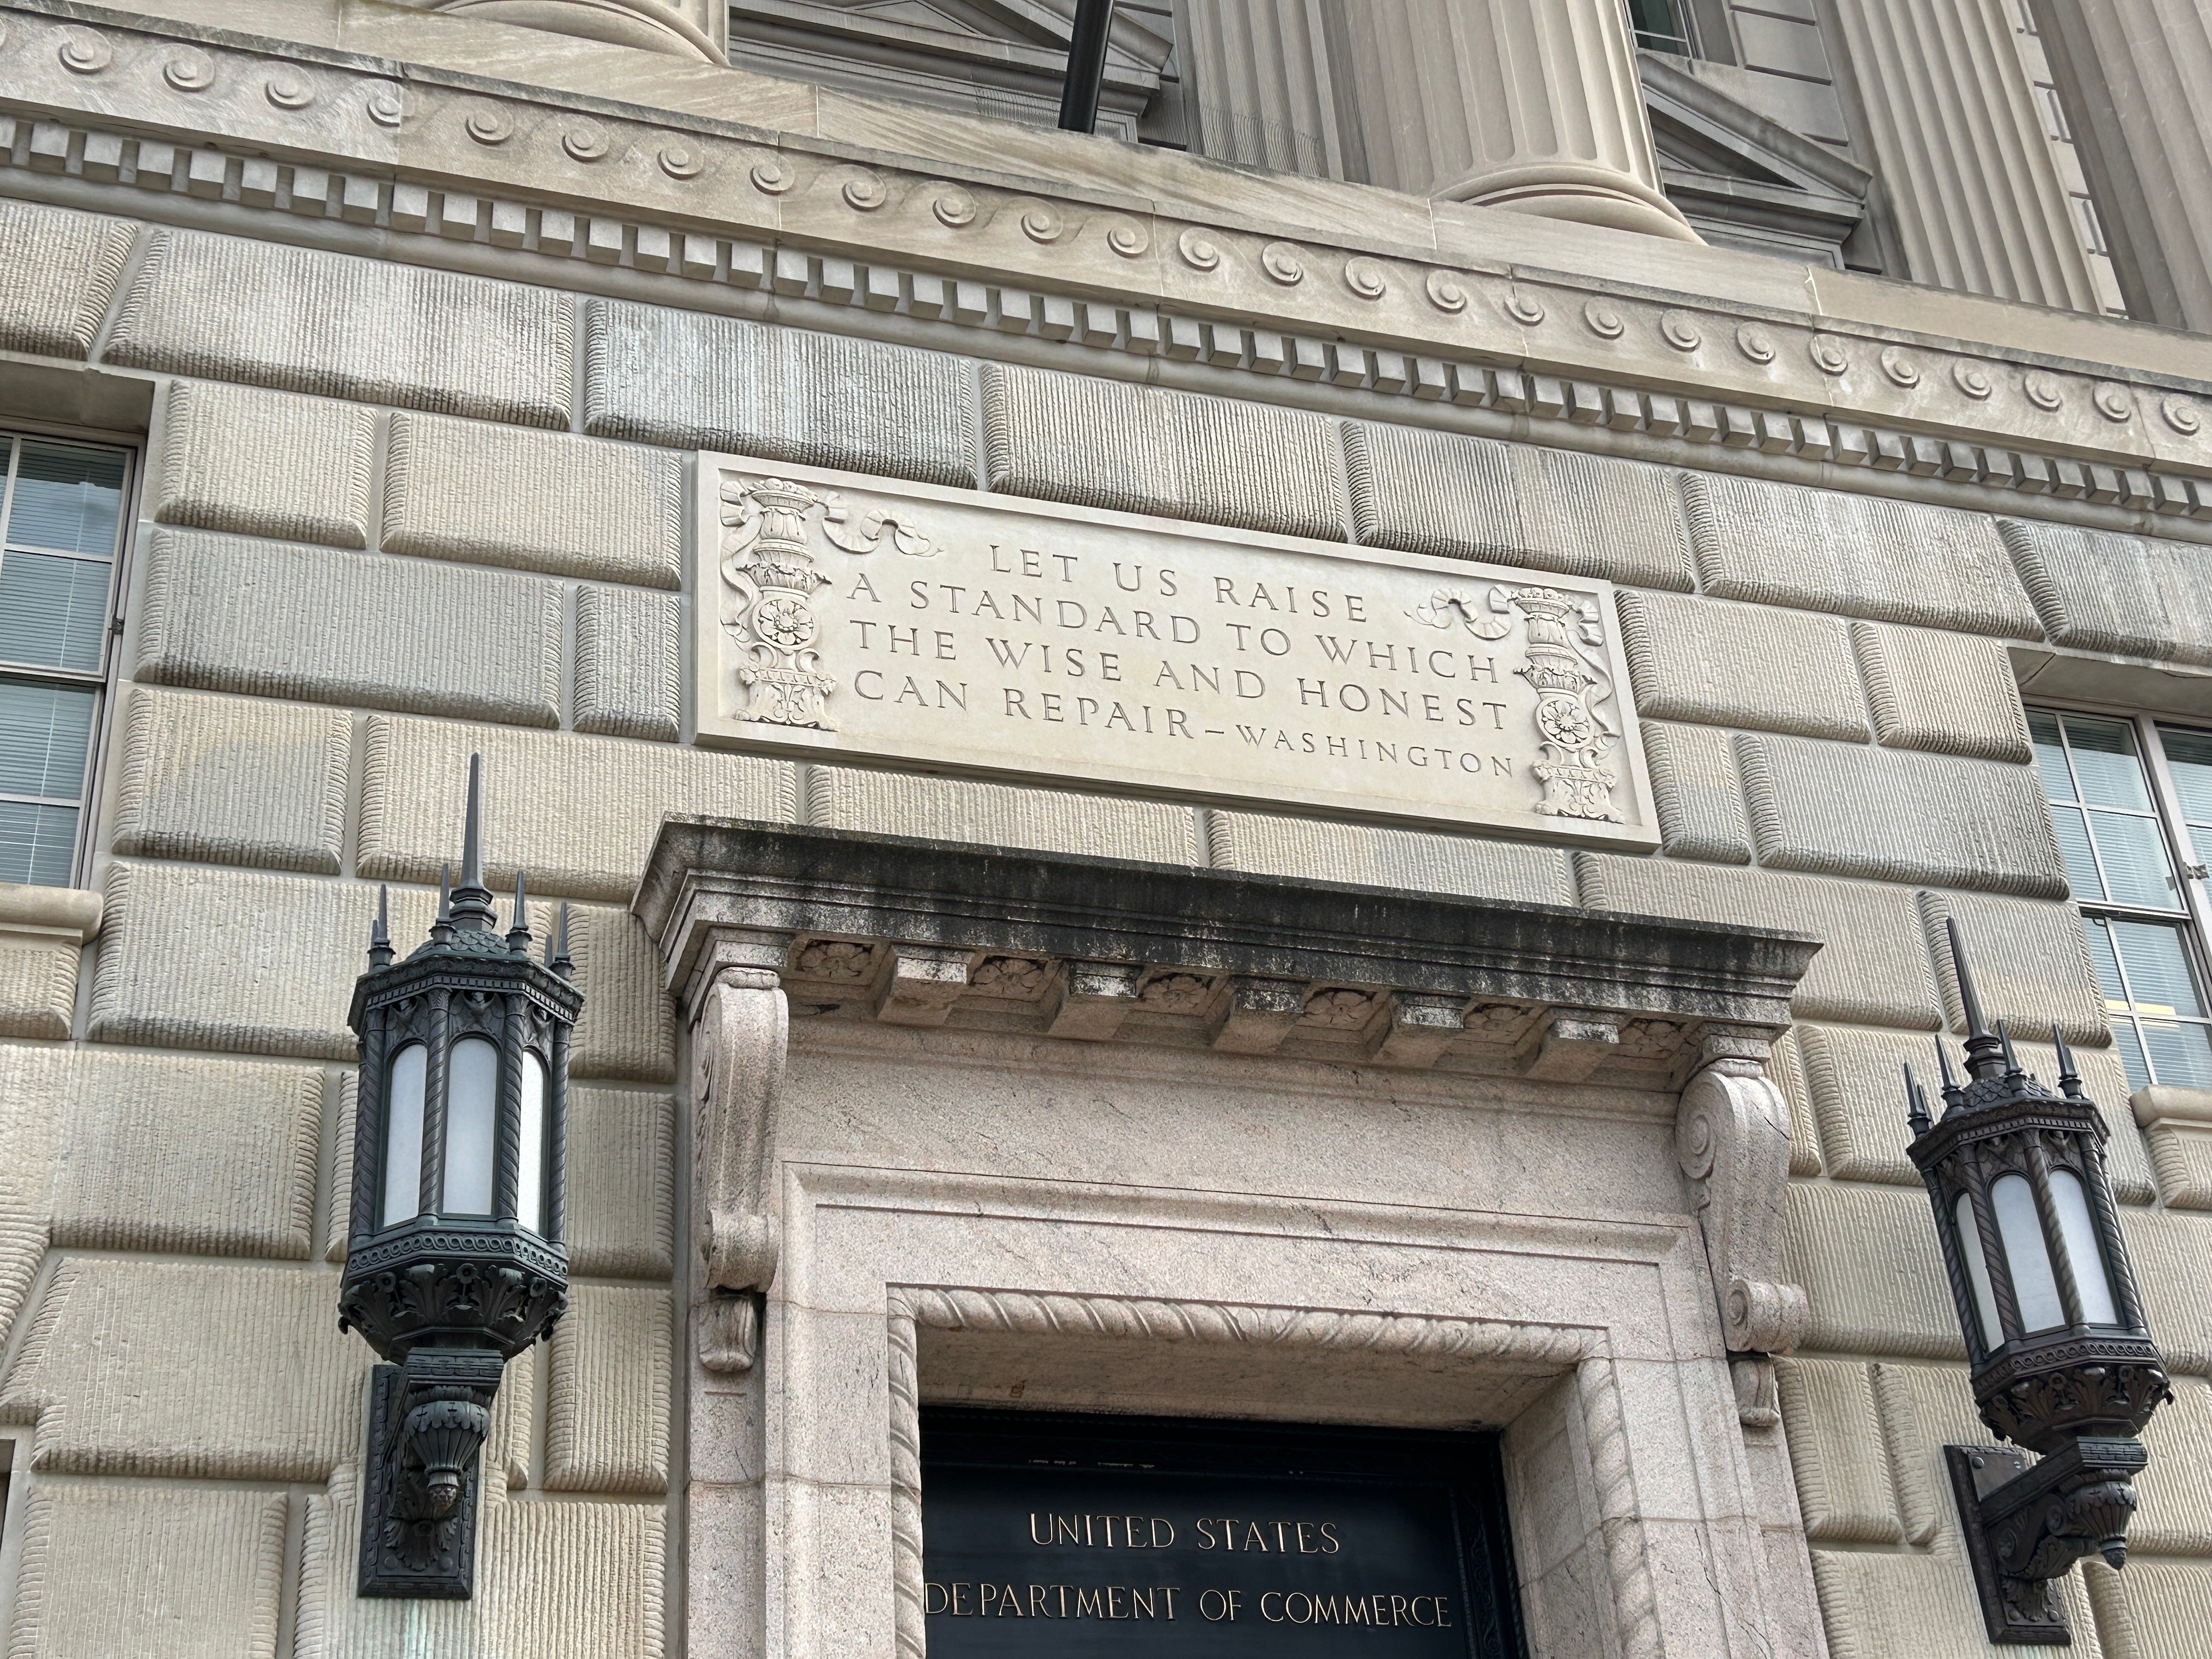 LET US RAISE
A STANDARD TO WHICH
THE WISE AND HONEST
CAN REPAIR – WASHINGTON
UNITED STATES
DEPARTMENT OF COMMERCE